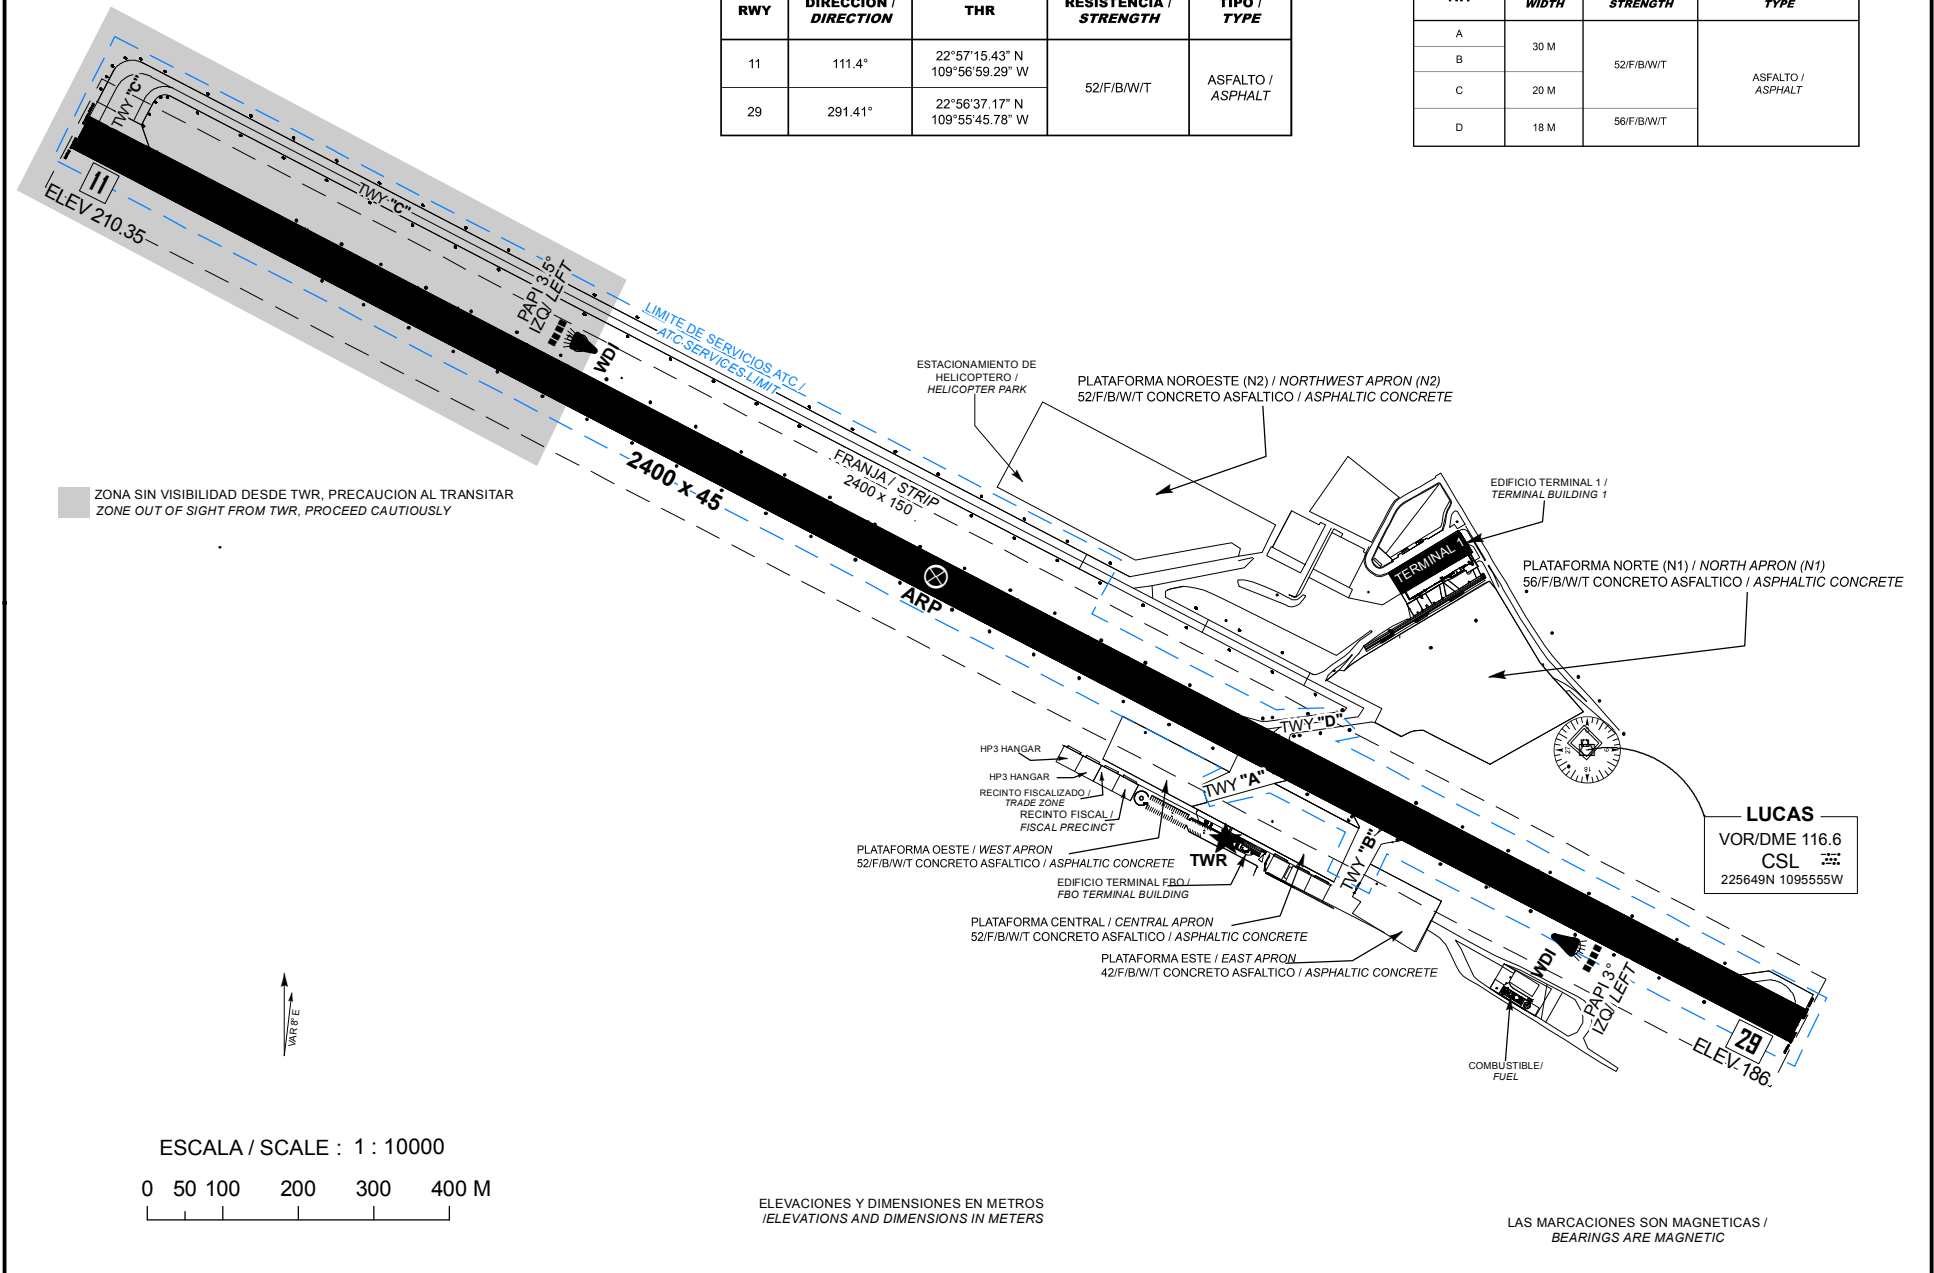 RWY
DIRECCION /
DIRECTION
THR
RESISTENCIA /
STRENGTH
TIPO /
TYPE
11
111.4°
22°57'15.43" N
109°56'59.29" W
52/F/B/W/T
ASFALTO /
ASPHALT
29
291.41°
22°56'37.17" N
109°55'45.78" W
WIDTH
STRENGTH
TYPE
A
30 M
B
52/F/B/W/T
ASFALTO /
ASPHALT
C
20 M
D
18 M
56/F/B/W/T
TWY "C"
TWY "C"
11
ELEV 210.35
PAPI 3.5°
IZQ/ LEFT
WDI
LIMITE DE SERVICIOS ATC /
ATC SERVICES LIMIT
2400 x 45
FRANJA / STRIP
2400 x 150
ESTACIONAMIENTO DE
HELICOPTERO /
HELICOPTER PARK
PLATAFORMA NOROESTE (N2) / NORTHWEST APRON (N2)
52/F/B/W/T CONCRETO ASFALTICO / ASPHALTIC CONCRETE
EDIFICIO TERMINAL 1 /
TERMINAL BUILDING 1
TERMINAL 1
PLATAFORMA NORTE (N1) / NORTH APRON (N1)
56/F/B/W/T CONCRETO ASFALTICO / ASPHALTIC CONCRETE
ZONA SIN VISIBILIDAD DESDE TWR, PRECAUCION AL TRANSITAR
ZONE OUT OF SIGHT FROM TWR, PROCEED CAUTIOUSLY
ARP
TWY "D"
TWY "A"
TWY "B"
HP3 HANGAR
HP3 HANGAR
RECINTO FISCALIZADO /
TRADE ZONE
RECINTO FISCAL /
FISCAL PRECINCT
PLATAFORMA OESTE / WEST APRON
52/F/B/W/T CONCRETO ASFALTICO / ASPHALTIC CONCRETE
TWR
EDIFICIO TERMINAL FBO /
FBO TERMINAL BUILDING
PLATAFORMA CENTRAL / CENTRAL APRON
52/F/B/W/T CONCRETO ASFALTICO / ASPHALTIC CONCRETE
PLATAFORMA ESTE / EAST APRON
42/F/B/W/T CONCRETO ASFALTICO / ASPHALTIC CONCRETE
18
LUCAS
VOR/DME 116.6
CSL
225649N 1095555W
WDI
PAPI 3°
IZQ/ LEFT
29
ELEV 186
COMBUSTIBLE/
FUEL
VAR 8° E
ESCALA / SCALE : 1 : 10000
0 50 100 200 300 400 M
ELEVACIONES Y DIMENSIONES EN METROS
/ELEVATIONS AND DIMENSIONS IN METERS
LAS MARCACIONES SON MAGNETICAS /
BEARINGS ARE MAGNETIC